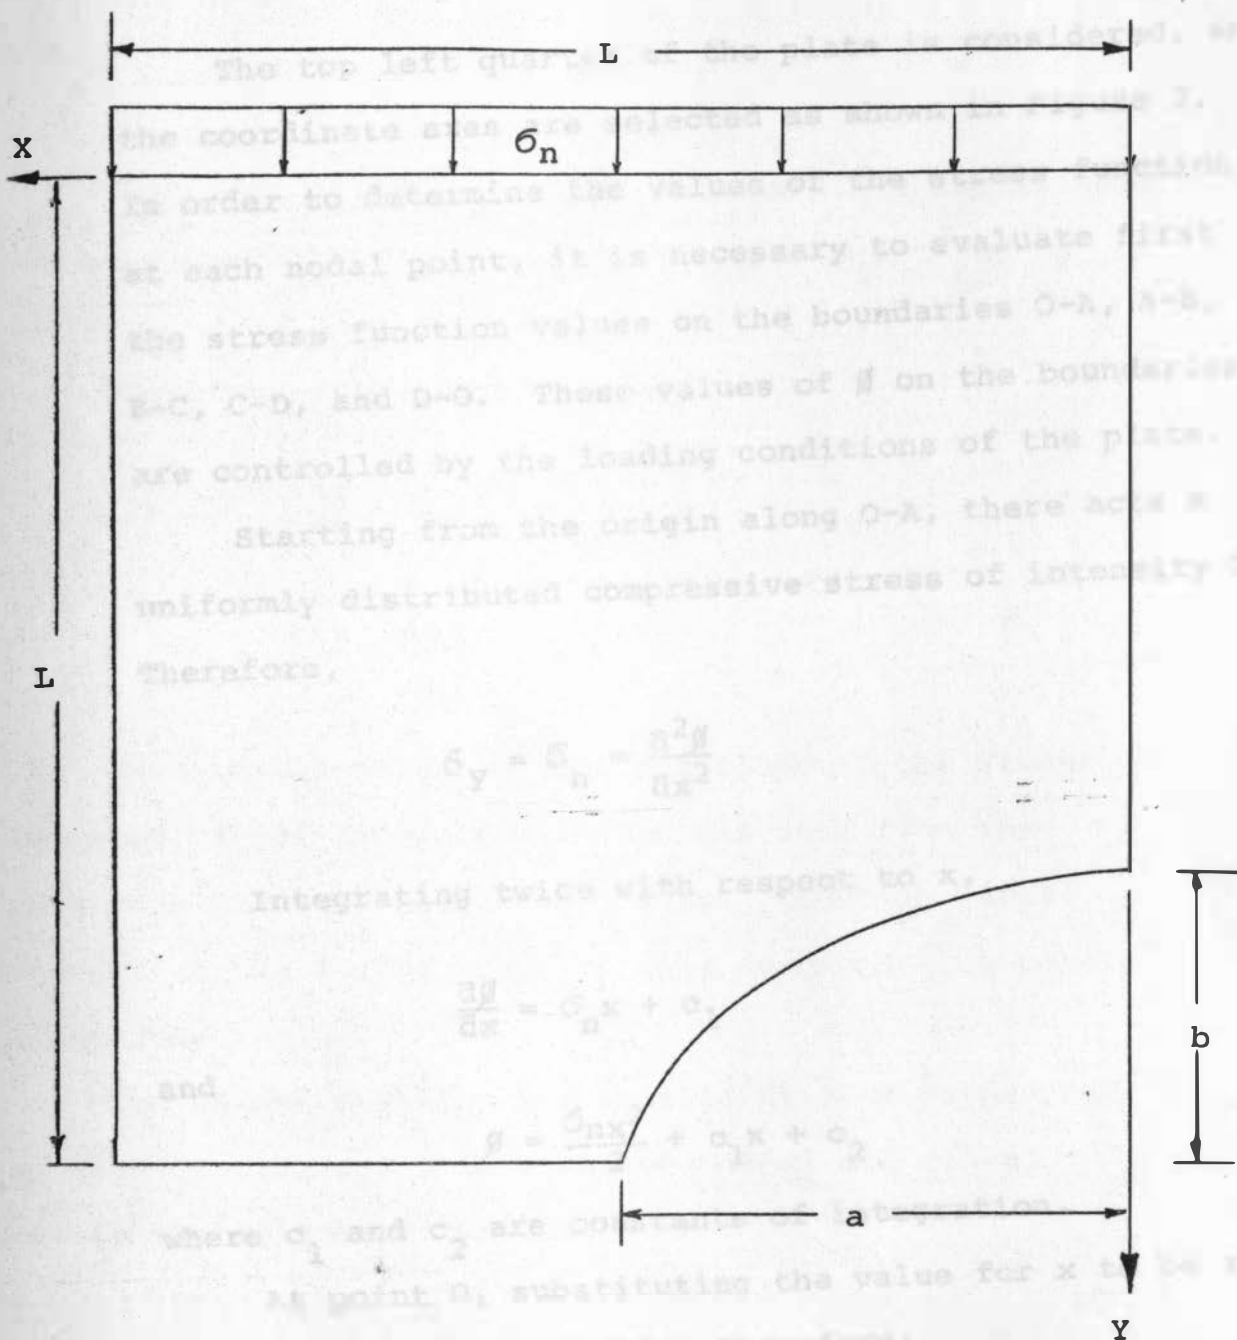 L
The top left quarter of the plate is considered, as
the coordinate axes are selected as shown in Figure 7.
X
σn
In order to determine the values of the stress function
at each nodal point, it is necessary to evaluate first
the stress function values on the boundaries O-A, A-B,
B-C, C-D, and D-O. These values of Ø on the boundaries
are controlled by the loading conditions of the plate.
Starting from the origin along O-A, there acts a
uniformly distributed compressive stress of intensity
L
Therefore,
σy = σn = ∂²Ø/∂x²
Integrating twice with respect to x,
∂Ø/∂x = σn x + c1
b
and
Ø = σnx²/2 + c1x + c2
a
where c1 and c2 are constants of integration.
At point O, substituting the value for x to be
Y